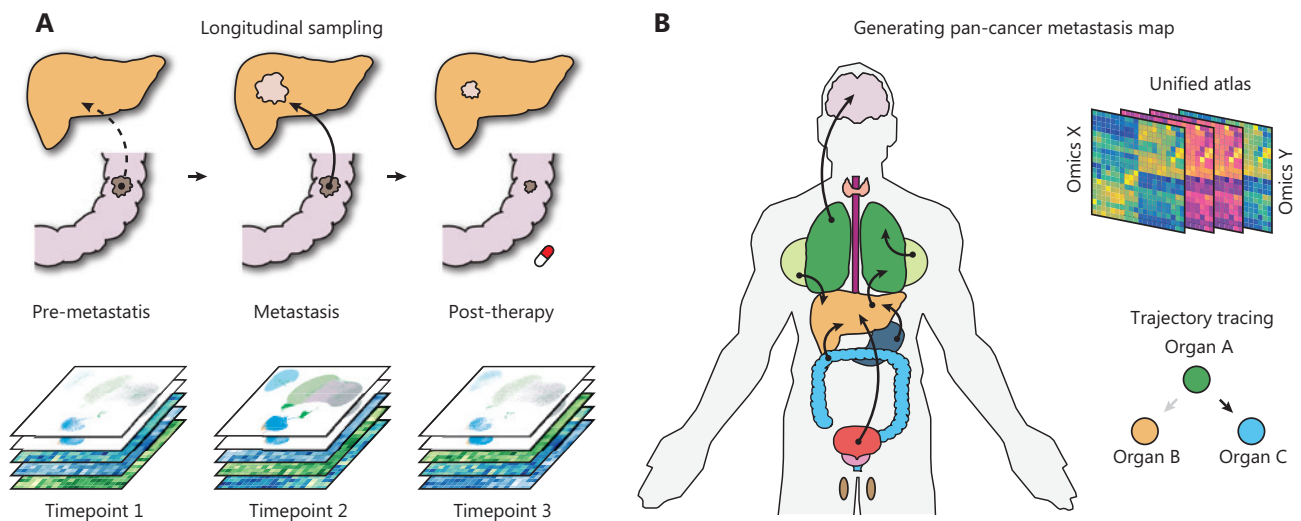 A
Longitudinal sampling
Pre-metastatis
Metastasis
Post-therapy
Timepoint 1
Timepoint 2
Timepoint 3
B
Generating pan-cancer metastasis map
Unified atlas
Omics X
Omics Y
Trajectory tracing
Organ A
Organ B
Organ C